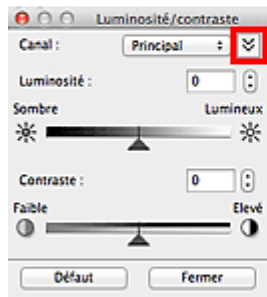 Luminosité/contraste
Canal : Principal
Luminosité : 0
Sombre Lumineux
Contraste : 0
Faible Elevé
Défaut Fermer